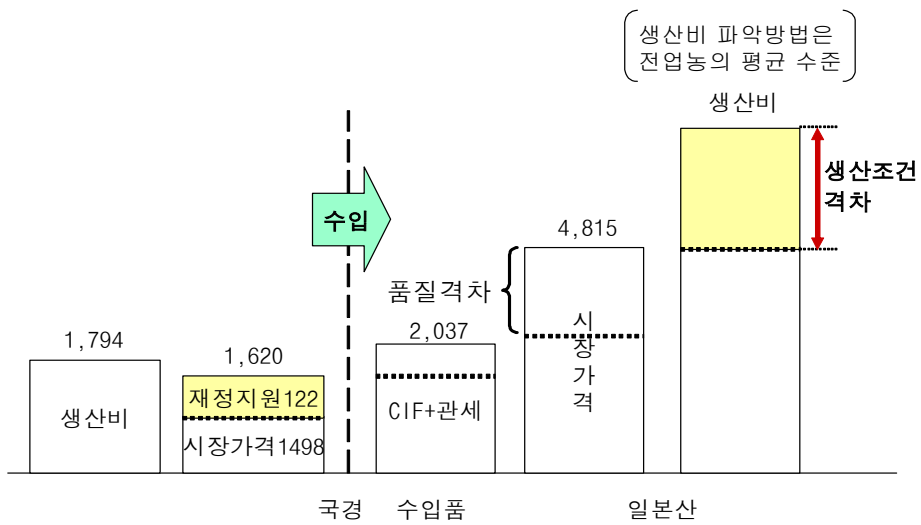 생산비 파악방법은
전업농의 평균 수준
생산비
생산조건
격차
수입
4,815
품질격차
시
장
가
격
2,037
CIF+관세
1,794
생산비
1,620
재정지원122
시장가격1498
국경
수입품
일본산